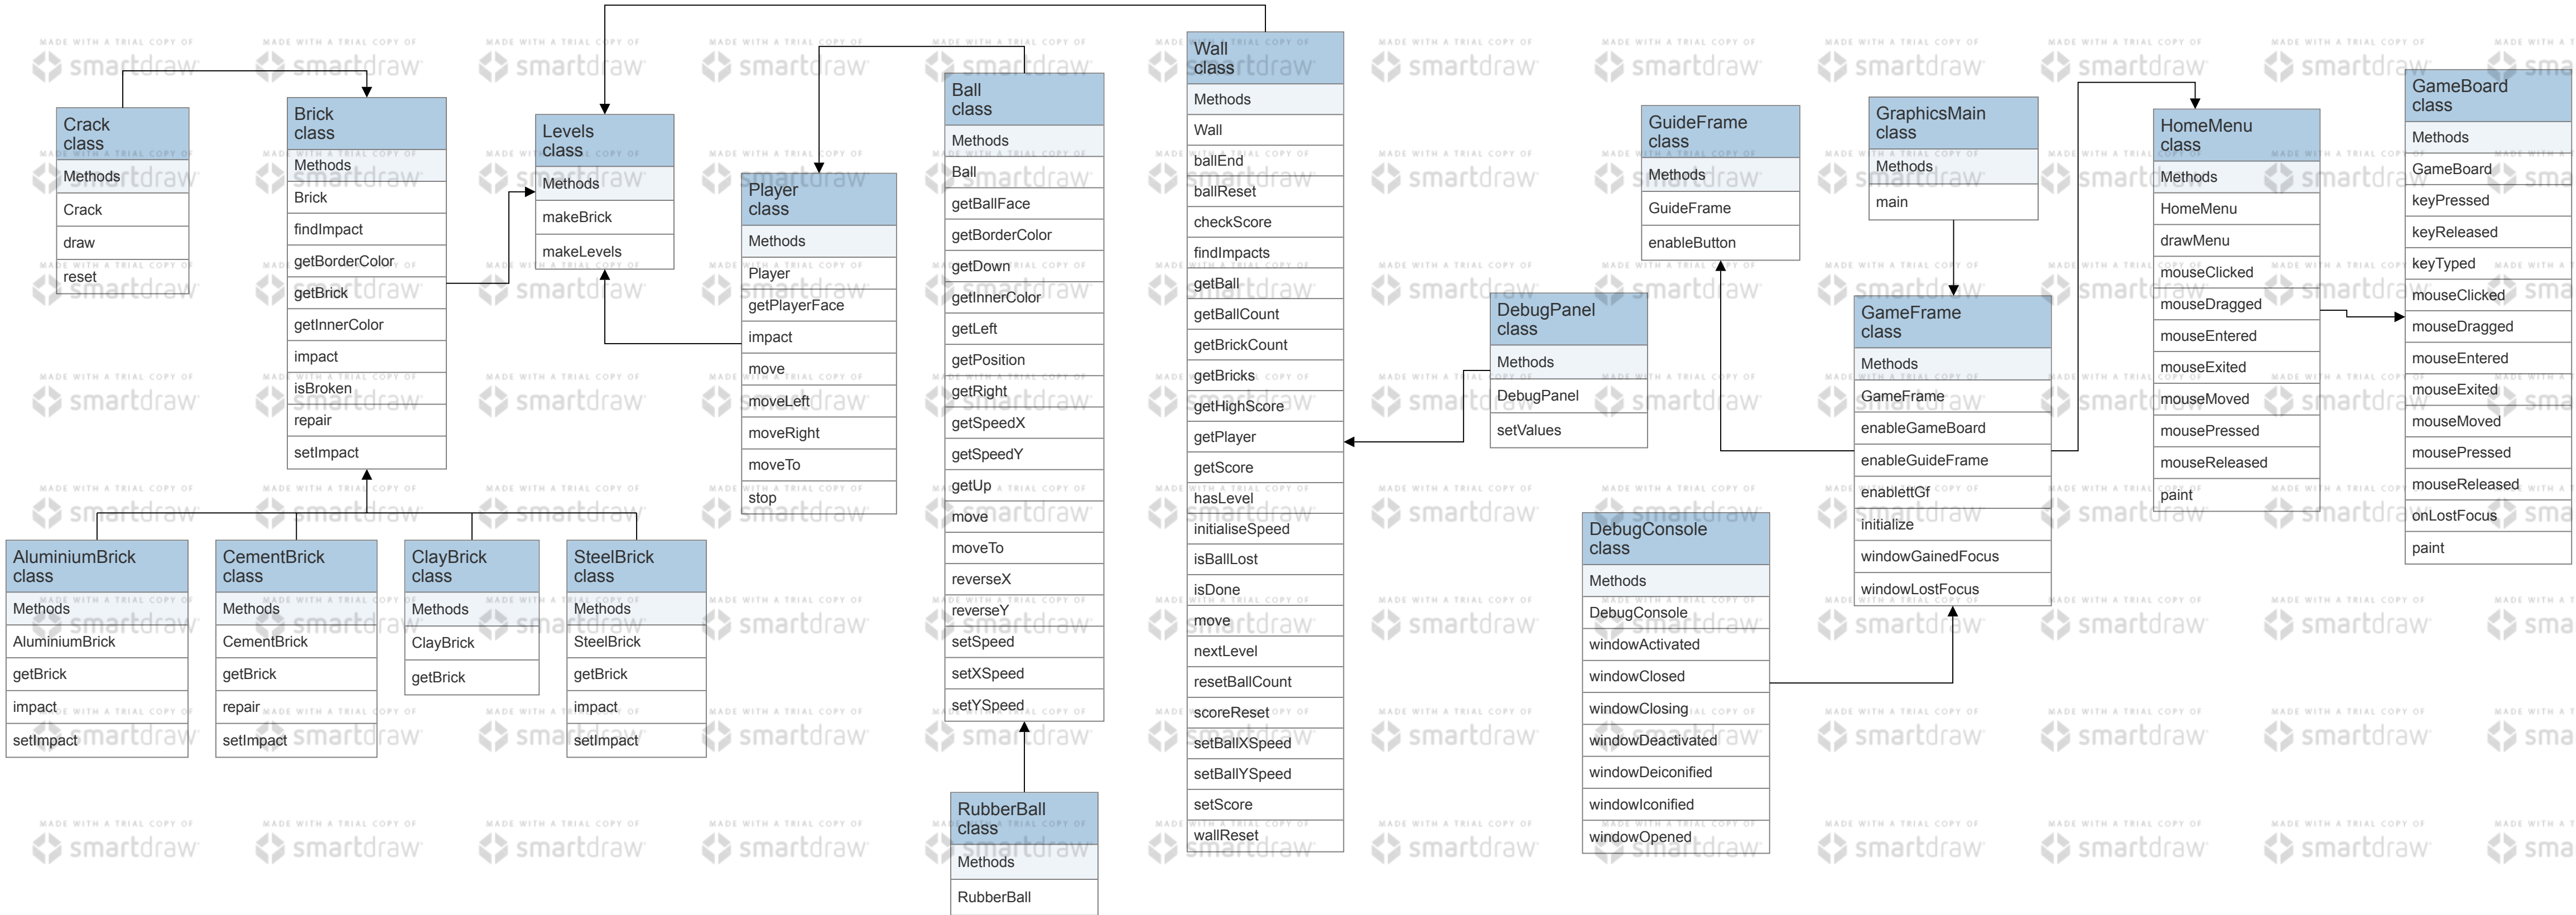 Crack
class
Methods
Crack
draw
reset
Brick
class
Methods
Brick
findImpact
getBorderColor
getBrick
getInnerColor
impact
isBroken
repair
setImpact
AluminiumBrick
class
Methods
AluminiumBrick
getBrick
impact
setImpact
CementBrick
class
Methods
CementBrick
getBrick
repair
setImpact
ClayBrick
class
Methods
ClayBrick
getBrick
SteelBrick
class
Methods
SteelBrick
getBrick
impact
setImpact
Levels
class
Methods
makeBrick
makeLevels
Player
class
Methods
Player
getPlayerFace
impact
move
moveLeft
moveRight
moveTo
stop
Ball
class
Methods
Ball
getBallFace
getBorderColor
getDown
getInnerColor
getLeft
getPosition
getRight
getSpeedX
getSpeedY
getUp
move
moveTo
reverseX
reverseY
setSpeed
setXSpeed
setYSpeed
RubberBall
class
Methods
RubberBall
Wall
class
Methods
Wall
ballEnd
ballReset
checkScore
findImpacts
getBall
getBallCount
getBrickCount
getBricks
getHighScore
getPlayer
getScore
hasLevel
initialiseSpeed
isBallLost
isDone
move
nextLevel
resetBallCount
scoreReset
setBallXSpeed
setBallYSpeed
setScore
wallReset
DebugPanel
class
Methods
DebugPanel
setValues
GuideFrame
class
Methods
GuideFrame
enableButton
DebugConsole
class
Methods
DebugConsole
windowActivated
windowClosed
windowClosing
windowDeactivated
windowDeiconified
windowIconified
windowOpened
GraphicsMain
class
Methods
main
GameFrame
class
Methods
GameFrame
enableGameBoard
enableGuideFrame
enablettGf
initialize
windowGainedFocus
windowLostFocus
HomeMenu
class
Methods
HomeMenu
drawMenu
mouseClicked
mouseDragged
mouseEntered
mouseExited
mouseMoved
mousePressed
mouseReleased
paint
GameBoard
class
Methods
GameBoard
keyPressed
keyReleased
keyTyped
mouseClicked
mouseDragged
mouseEntered
mouseExited
mouseMoved
mousePressed
mouseReleased
onLostFocus
paint
MADE WITH A TRIAL COPY OF
smartdraw